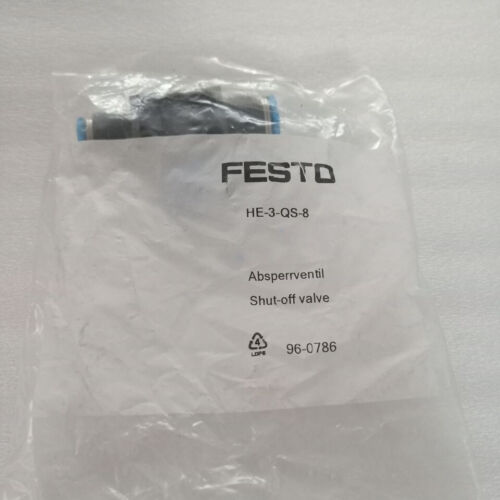 FESTO
HE-3-QS-8
Absperrventil
Shut-off valve
4 96-0786
LDPE